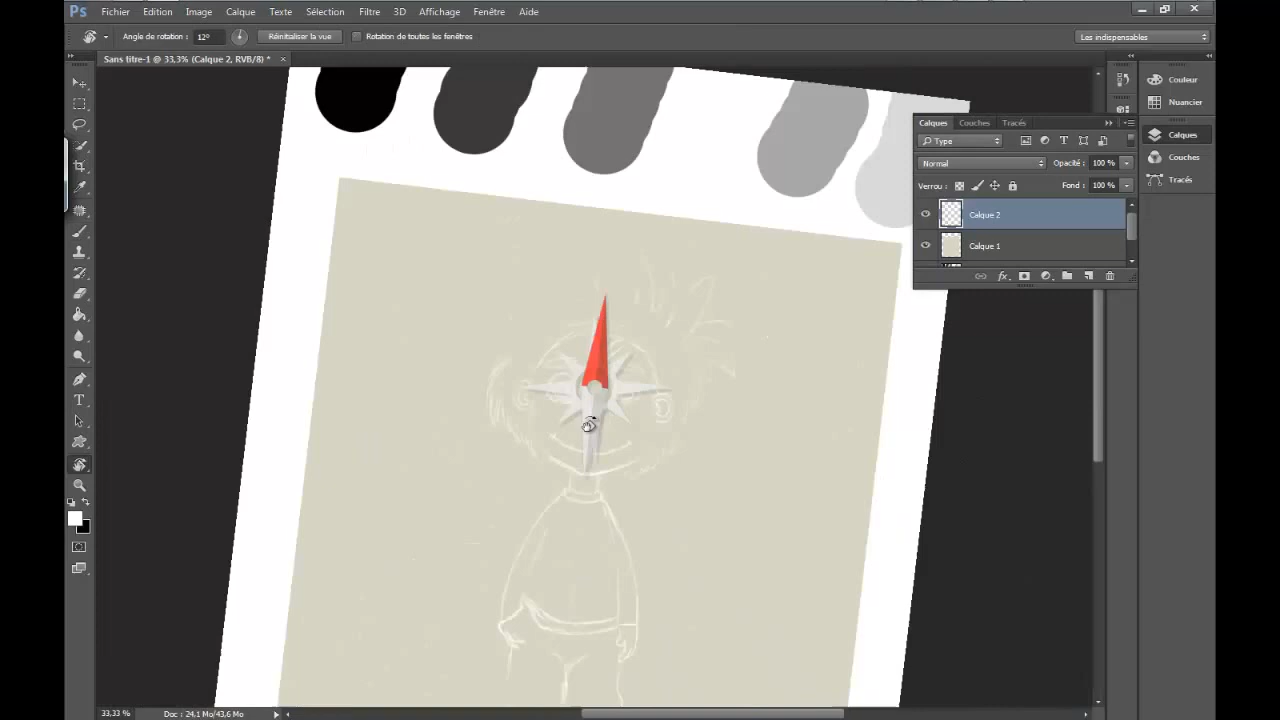 Ps Fichier Edition Image Calque Texte Sélection Filtre 3D Affichage Fenêtre Aide
Angle de rotation : 12° Réinitialiser la vue Rotation de toutes les fenêtres Les indispensables
Sans titre-1 @ 33,3% (Calque 2, RVB/8) *
Couleur
Nuancier
Calques
Couches
Tracés
Calques Couches Tracés
Type
Normal Opacité : 100 %
Verrou : Fond : 100 %
Calque 2
Calque 1
fx
T
33,33 % Doc : 24,1 Mo/43,6 Mo